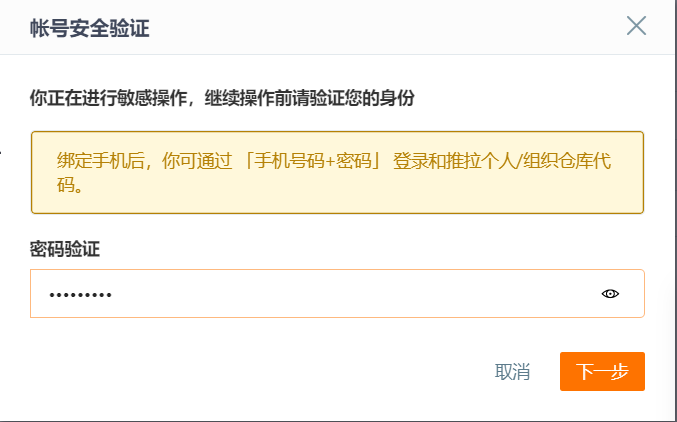 帐号安全验证
你正在进行敏感操作，继续操作前请验证您的身份
绑定手机后，你可通过 「手机号码+密码」 登录和推拉个人/组织仓库代
码。
密码验证
•••••••••
取消
下一步